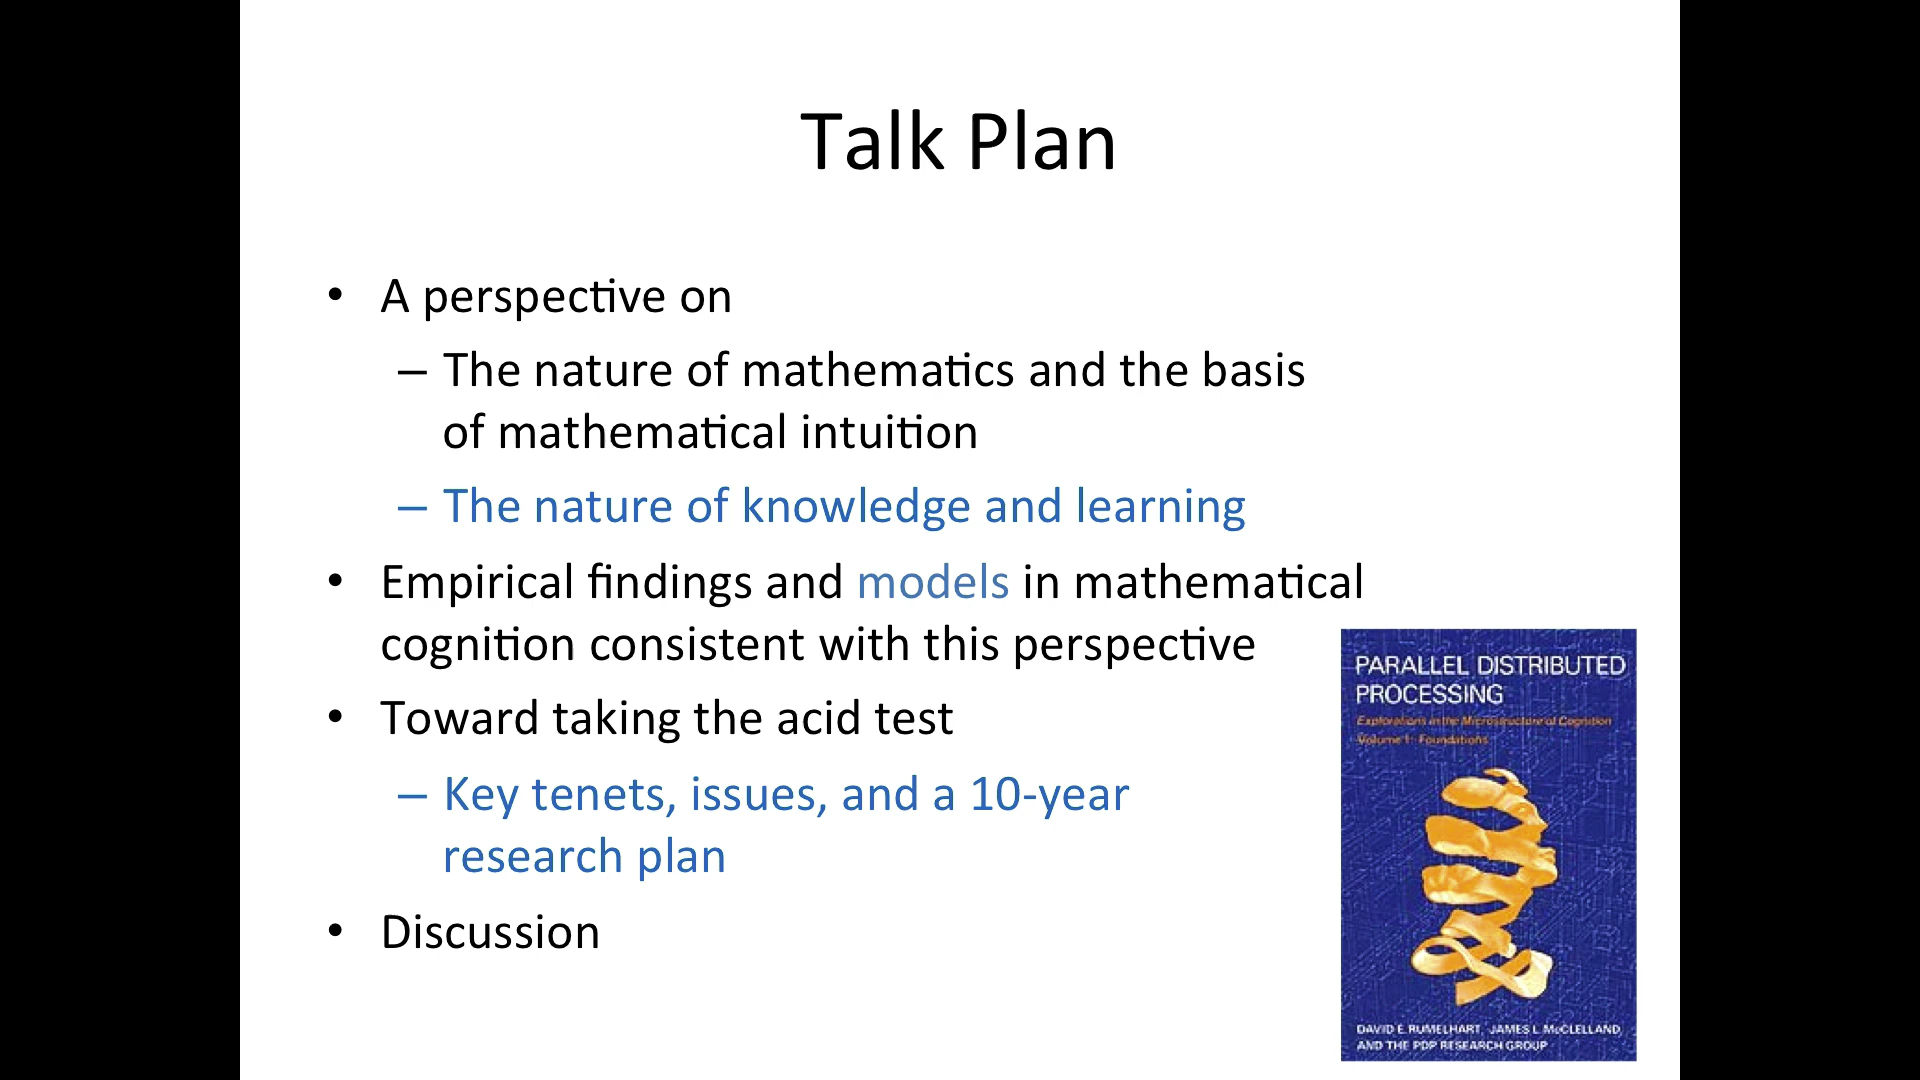 Talk Plan
• A perspective on
– The nature of mathematics and the basis
of mathematical intuition
– The nature of knowledge and learning
• Empirical findings and models in mathematical
cognition consistent with this perspective
• Toward taking the acid test
– Key tenets, issues, and a 10-year
research plan
• Discussion
PARALLEL DISTRIBUTED
PROCESSING
Explorations in the Microstructure of Cognition
Volume 1: Foundations
DAVID E. RUMELHART, JAMES L. McCLELLAND,
AND THE PDP RESEARCH GROUP